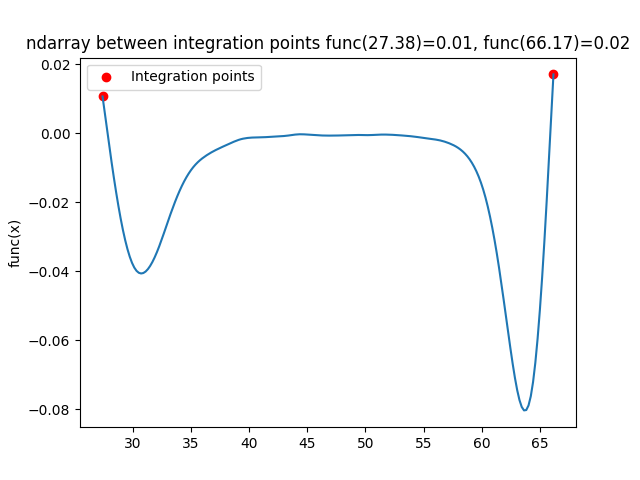 ndarray between integration points func(27.38)=0.01, func(66.17)=0.02
Integration points
func(x)
0.02
0.00
−0.02
−0.04
−0.06
−0.08
30 35 40 45 50 55 60 65